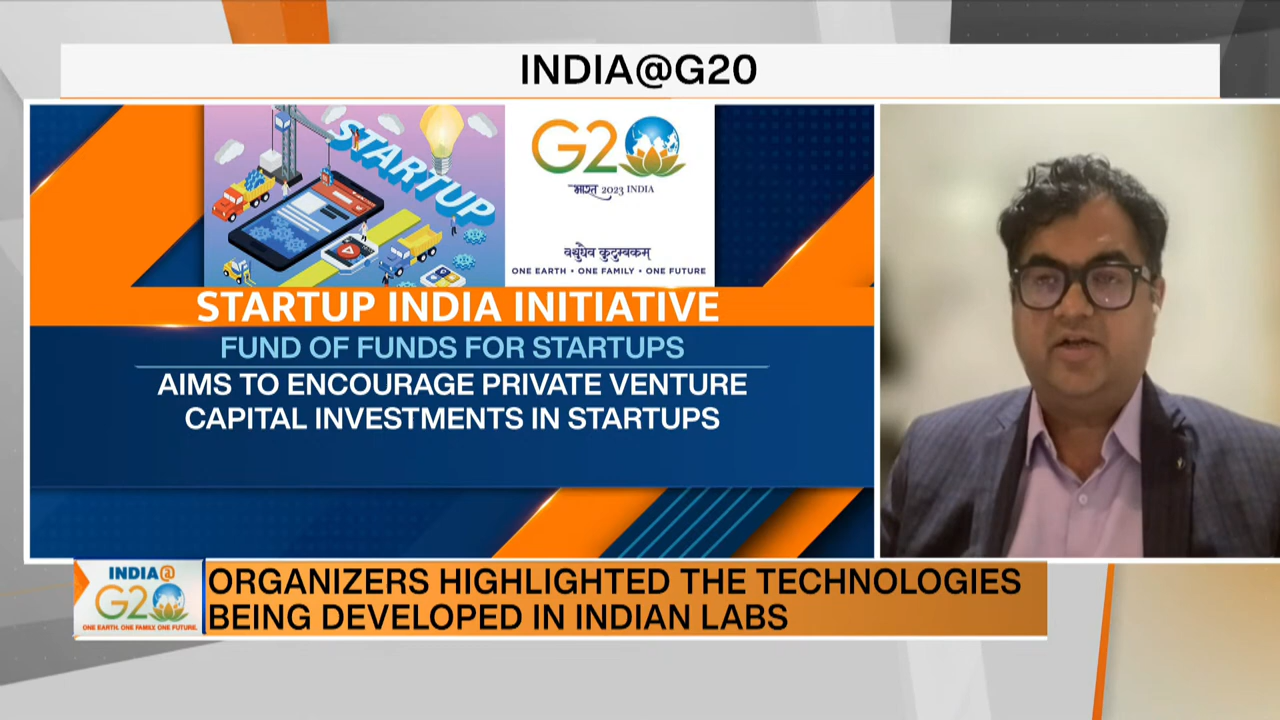 INDIA@G20
STARTUP
G20
भारत 2023 INDIA
वसुधैव कुटुम्बकम्
ONE EARTH • ONE FAMILY • ONE FUTURE
STARTUP INDIA INITIATIVE
FUND OF FUNDS FOR STARTUPS
AIMS TO ENCOURAGE PRIVATE VENTURE
CAPITAL INVESTMENTS IN STARTUPS
INDIA@
G20
ONE EARTH. ONE FAMILY. ONE FUTURE.
ORGANIZERS HIGHLIGHTED THE TECHNOLOGIES
BEING DEVELOPED IN INDIAN LABS